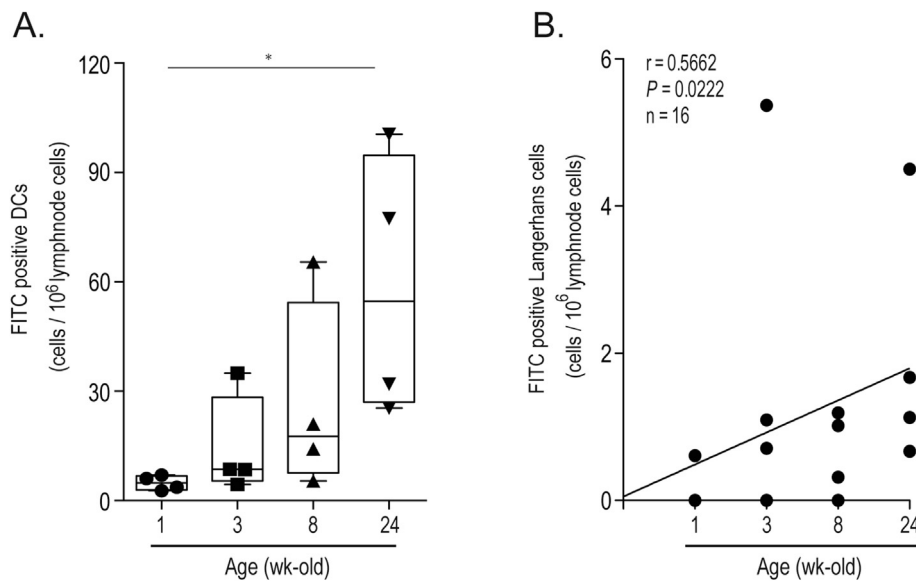 A.
FITC positive DCs
(cells / 10⁶ lymphnode cells)
120
90
60
30
0
*
1 3 8 24
Age (wk-old)
B.
FITC positive Langerhans cells
(cells / 10⁶ lymphnode cells)
6
4
2
0
r = 0.5662
P = 0.0222
n = 16
1 3 8 24
Age (wk-old)